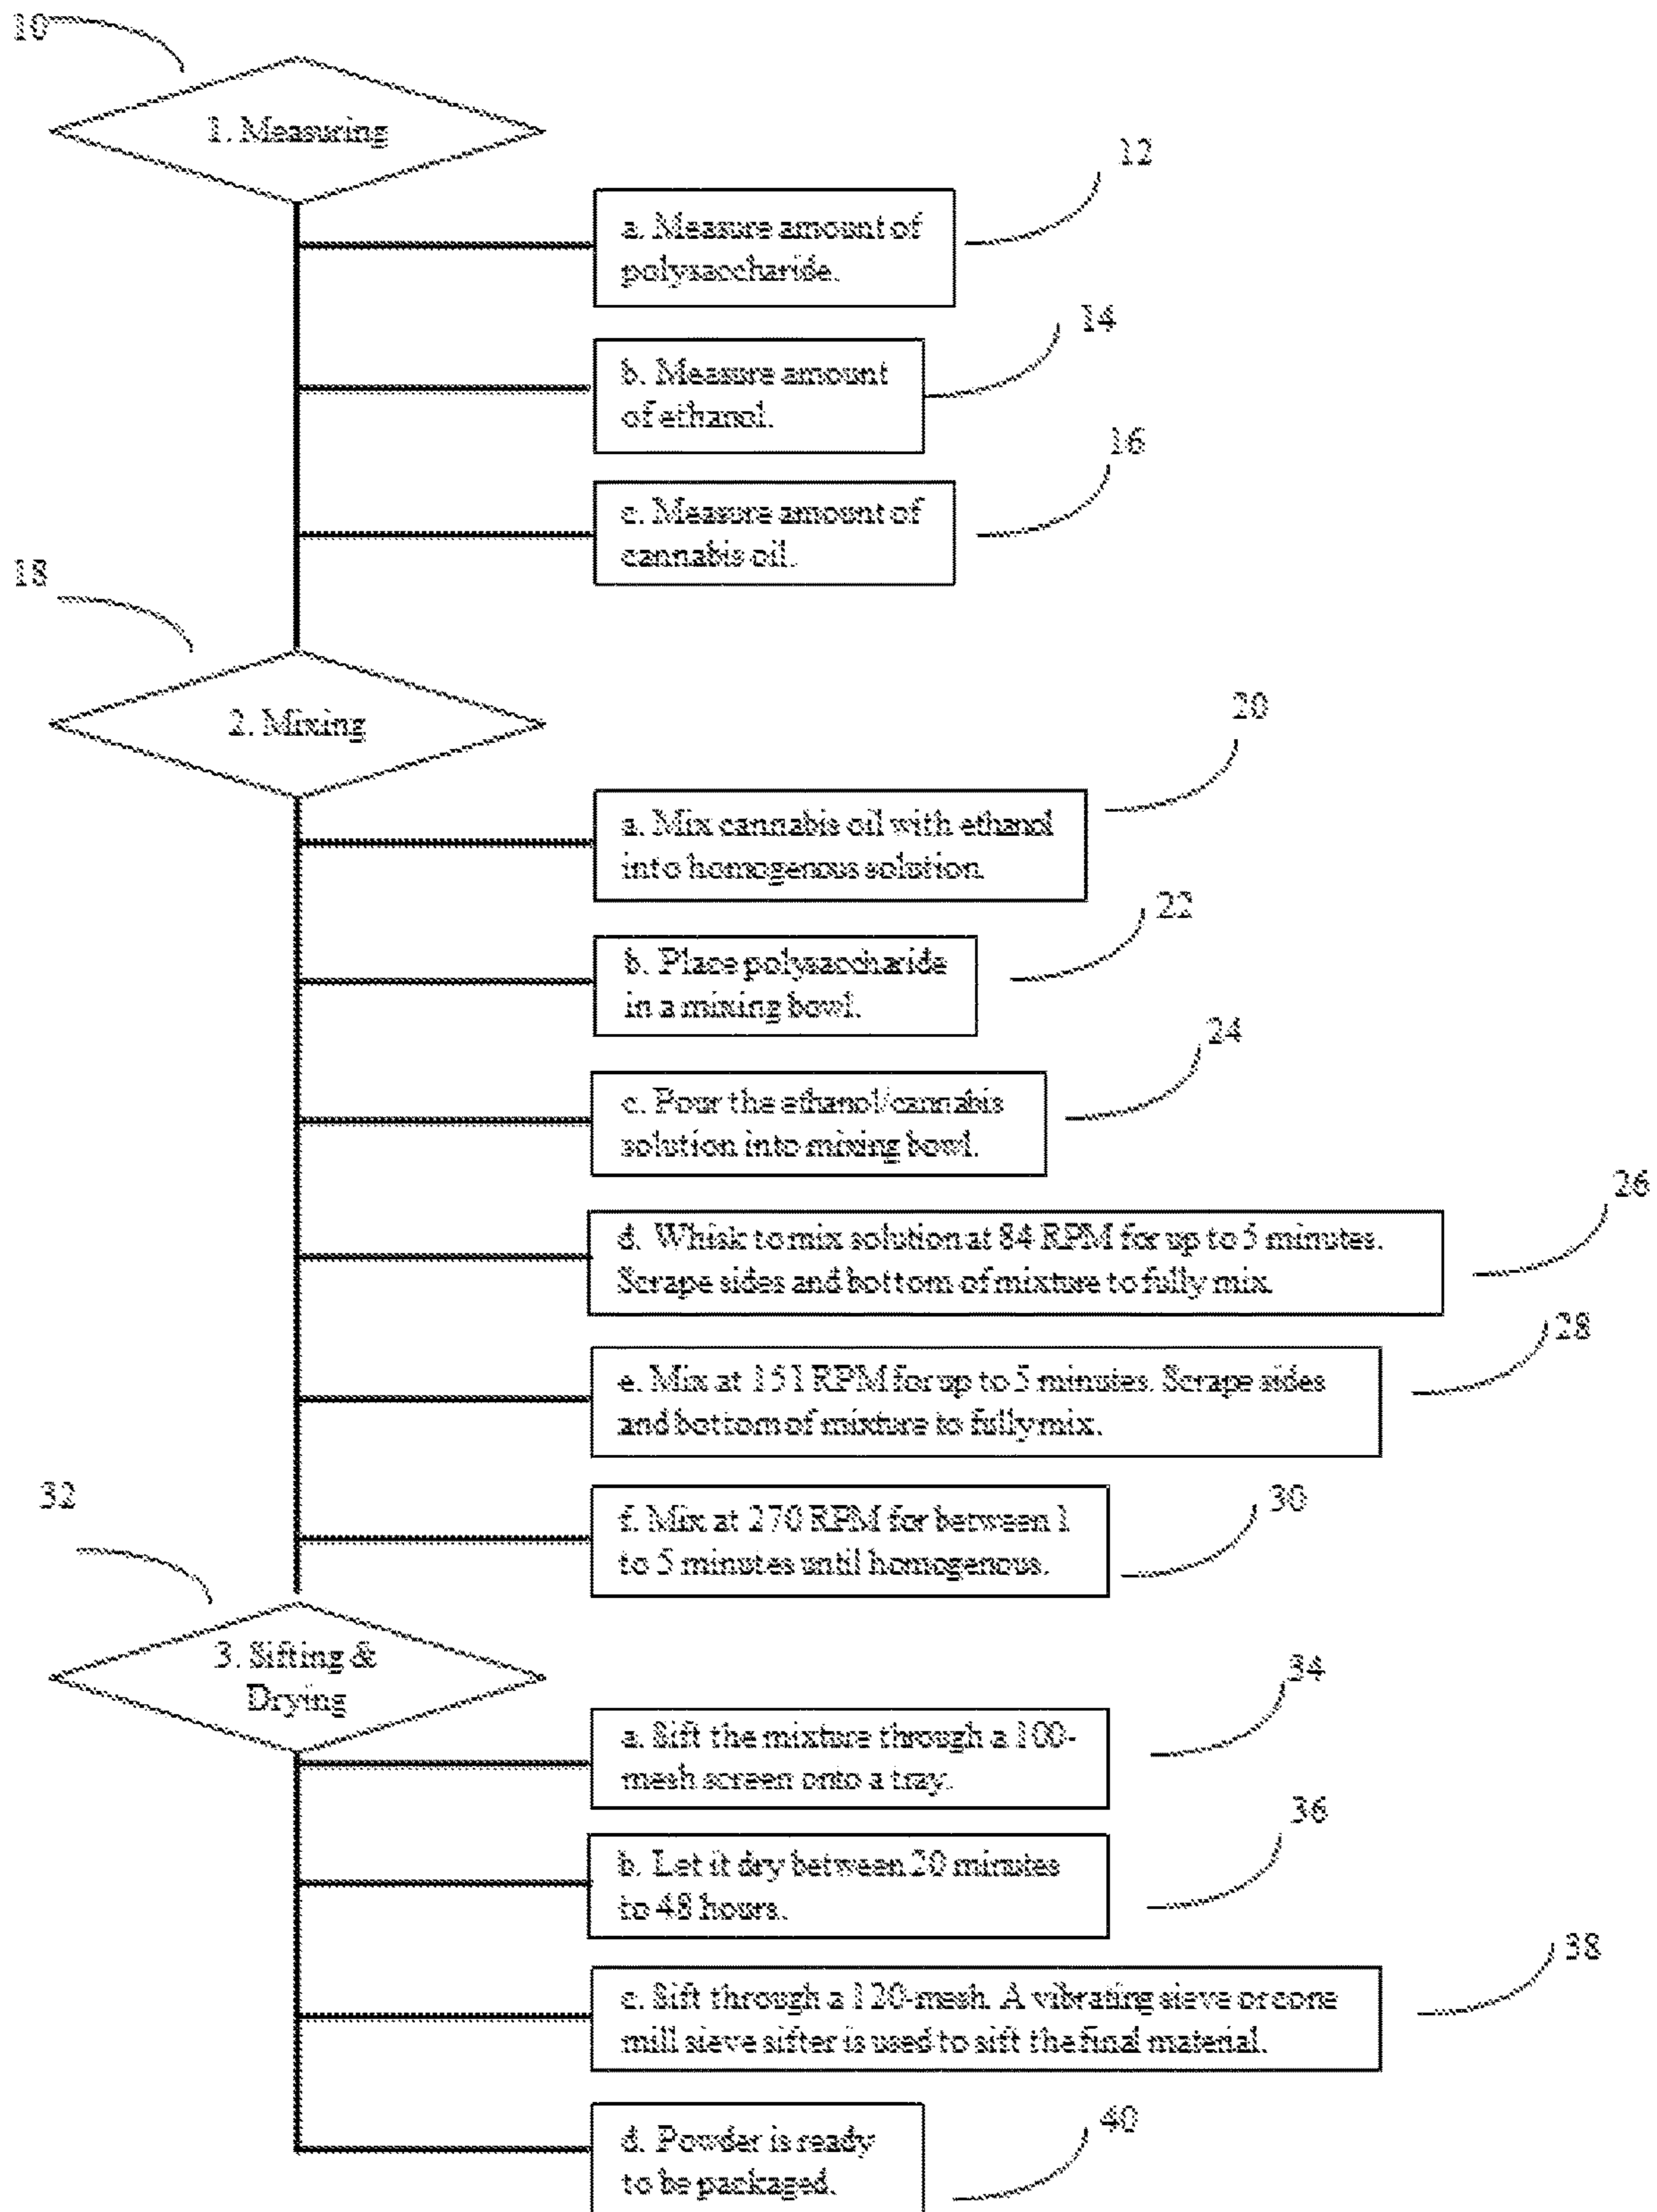 10
1. Measuring
12
a. Measure amount of
polysaccharide.
14
b. Measure amount
of ethanol.
16
c. Measure amount of
cannabis oil.
18
2. Mixing
20
a. Mix cannabis oil with ethanol
into homogenous solution.
22
b. Place polysaccharide
in a mixing bowl.
24
c. Pour the ethanol/cannabis
solution into mixing bowl.
26
d. Whisk to mix solution at 84 RPM for up to 5 minutes.
Scrape sides and bottom of mixture to fully mix.
28
e. Mix at 151 RPM for up to 5 minutes. Scrape sides
and bottom of mixture to fully mix.
32
30
f. Mix at 270 RPM for between 1
to 5 minutes until homogenous.
3. Sifting &
Drying
34
a. Sift the mixture through a 100-
mesh screen onto a tray.
36
b. Let it dry between 20 minutes
to 48 hours.
38
c. Sift through a 120-mesh. A vibrating sieve or cone
mill sieve sifter is used to sift the final material.
40
d. Powder is ready
to be packaged.